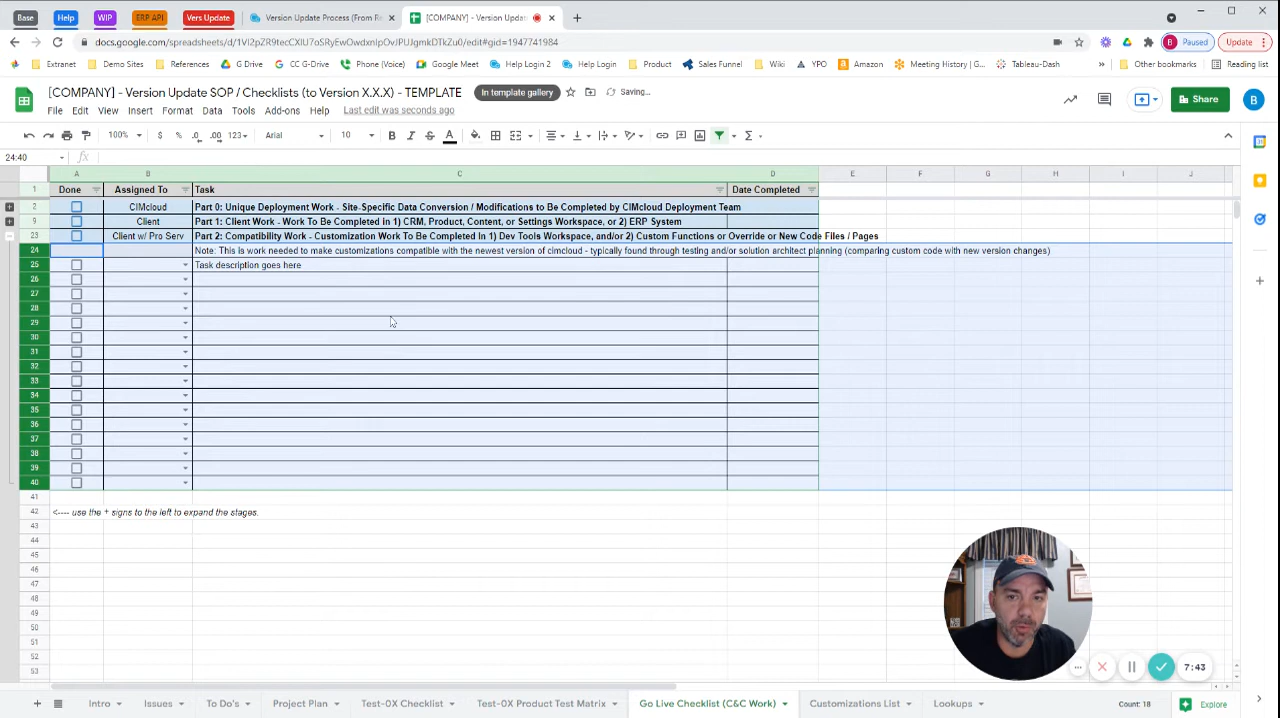 Base Help WIP ERP API Vers Update Version Update Process (From Re [COMPANY] - Version Upda
docs.google.com/spreadsheets/d/
Paused Update
Extranet Demo Sites References G Drive CC G-Drive Phone (Voice) Google Meet Help Login 2 Help Login Product Sales Funnel Wiki YPO Amazon Meeting History | G... Tableau-Dash Other bookmarks Reading list
[COMPANY] - Version Update SOP / Checklists (to Version X.X.X) - TEMPLATE In template gallery Saving...
File Edit View Insert Format Data Tools Add-ons Help Last edit was seconds ago
Share B
100% $ % .0 .00 123 Arial 10 B I S A
24:40 fx
A B C D E F G H I J
1 Done Assigned To Task Date Completed
2 CIMcloud Part 0: Unique Deployment Work - Site-Specific Data Conversion / Modifications to Be Completed by CIMcloud Deployment Team
9 Client Part 1: Client Work - Work To Be Completed in 1) CRM, Product, Content, or Settings Workspace, or 2) ERP System
23 Client w/ Pro Serv Part 2: Compatibility Work - Customization Work To Be Completed In 1) Dev Tools Workspace, and/or 2) Custom Functions or Override or New Code Files / Pages
24 Note: This is work needed to make customizations compatible with the newest version of cimcloud - typically found through testing and/or solution architect planning (comparing custom code with new version changes)
25 Task description goes here
26
27
28
29
30
31
32
33
34
35
36
37
38
39
40
41
42 <---- use the + signs to the left to expand the stages.
43
44
45
46
47
48
49
50
51
52
53
7:43
Intro Issues To Do's Project Plan Test-0X Checklist Test-0X Product Test Matrix Go Live Checklist (C&C Work) Customizations List Lookups Count: 18 Explore